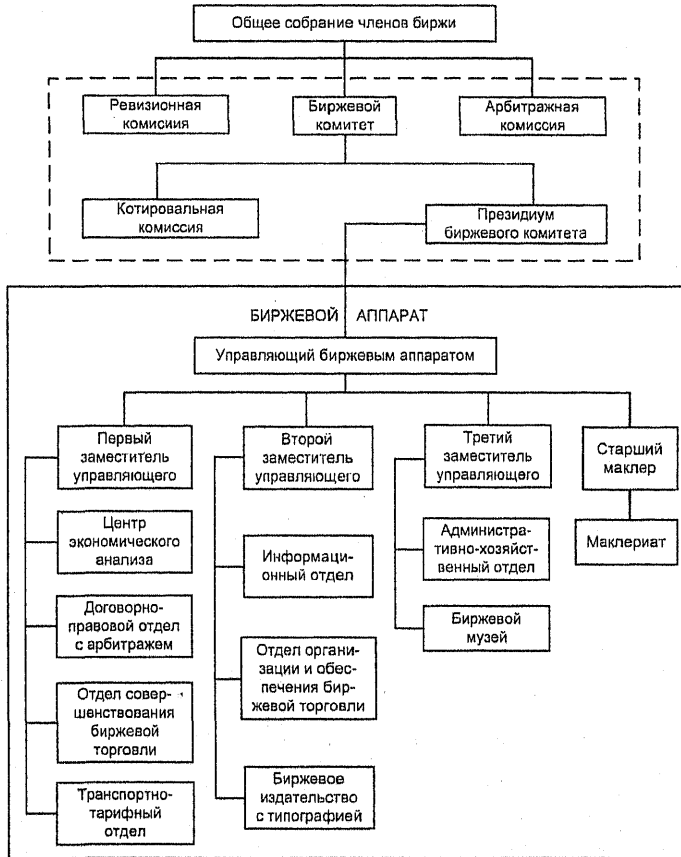 Общее собрание членов биржи
Ревизионная
комисиия
Биржевой
комитет
Арбитражная
комиссия
Котировальная
комиссия
Президиум
биржевого комитета
БИРЖЕВОЙ АППАРАТ
Управляющий биржевым аппаратом
Первый
заместитель
управляющего
Второй
заместитель
управляющего
Третий
заместитель
управляющего
Старший
маклер
Центр
экономического
анализа
Информаци-
онный отдел
Администра-
тивно-хозяйст-
венный отдел
Маклериат
Договорно-
правовой отдел
с арбитражем
Отдел органи-
зации и обес-
печения бир-
жевой торговли
Биржевой
музей
Отдел совер-
шенствования
биржевой
торговли
Биржевое
издательство
с типографией
Транспортно-
тарифный
отдел